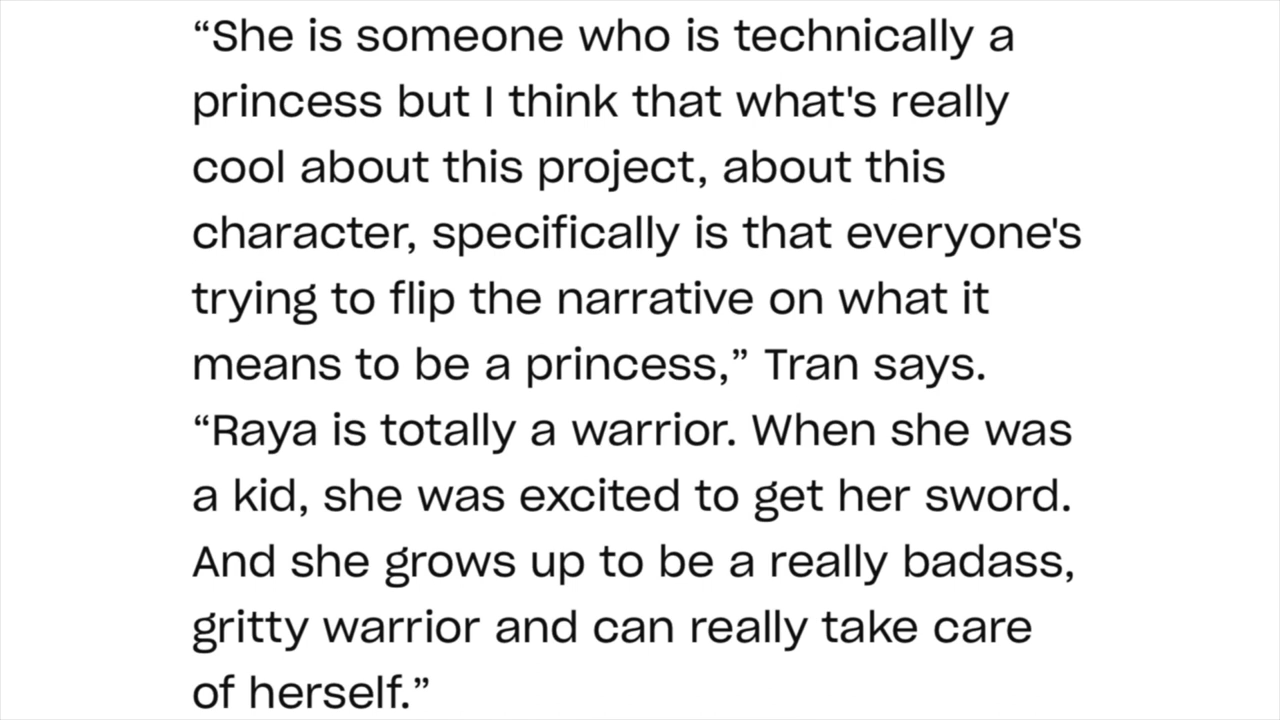 “She is someone who is technically a
princess but I think that what's really
cool about this project, about this
character, specifically is that everyone's
trying to flip the narrative on what it
means to be a princess,” Tran says.
“Raya is totally a warrior. When she was
a kid, she was excited to get her sword.
And she grows up to be a really badass,
gritty warrior and can really take care
of herself.”